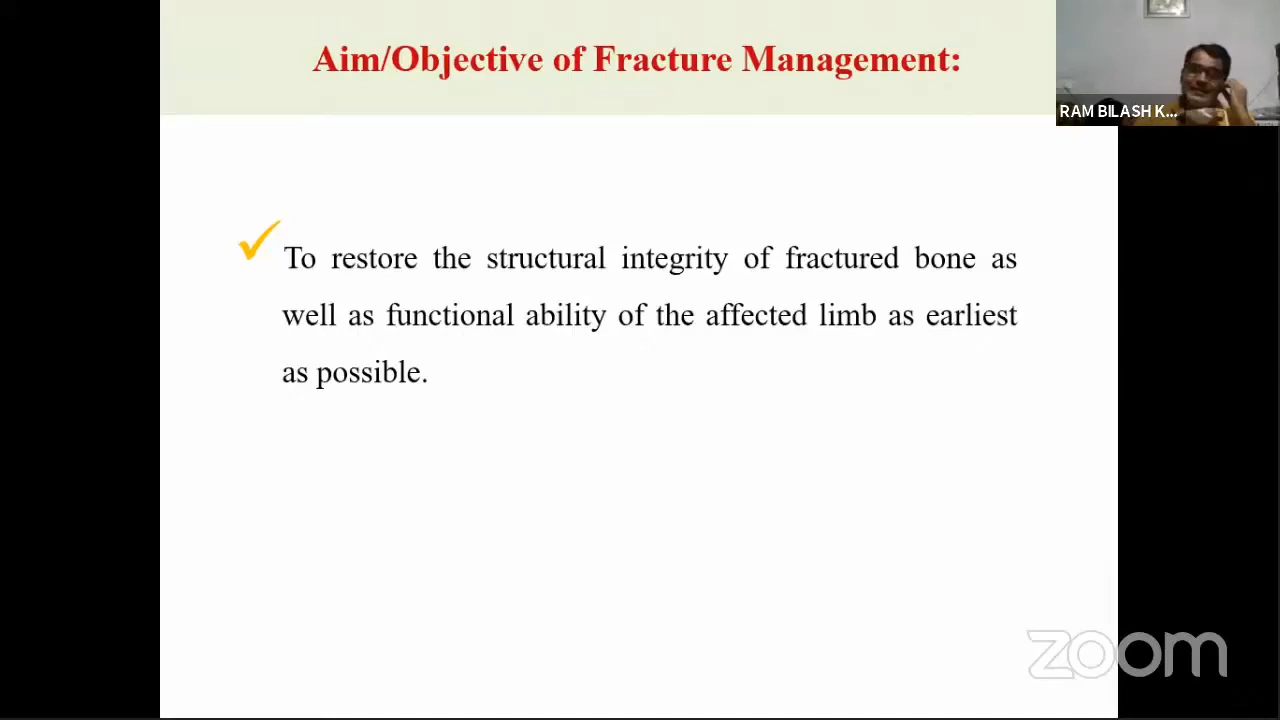 Aim/Objective of Fracture Management:
RAM BILASH K...
To restore the structural integrity of fractured bone as
well as functional ability of the affected limb as earliest
as possible.
zoom